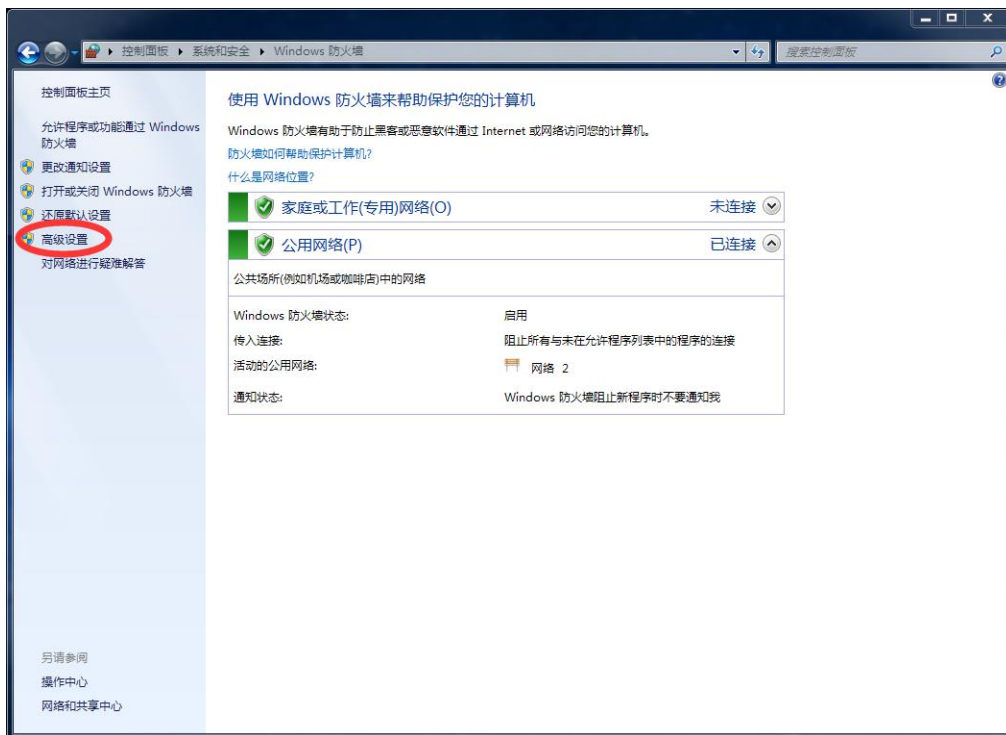 控制面板 ▸ 系统和安全 ▸ Windows 防火墙
搜索控制面板
控制面板主页
允许程序或功能通过 Windows
防火墙
更改通知设置
打开或关闭 Windows 防火墙
还原默认设置
高级设置
对网络进行疑难解答
另请参阅
操作中心
网络和共享中心
使用 Windows 防火墙来帮助保护您的计算机
Windows 防火墙有助于防止黑客或恶意软件通过 Internet 或网络访问您的计算机。
防火墙如何帮助保护计算机?
什么是网络位置?
家庭或工作(专用)网络(O) 未连接
公用网络(P) 已连接
公共场所(例如机场或咖啡店)中的网络
Windows 防火墙状态: 启用
传入连接: 阻止所有与未在允许程序列表中的程序的连接
活动的公用网络: 网络 2
通知状态: Windows 防火墙阻止新程序时不要通知我